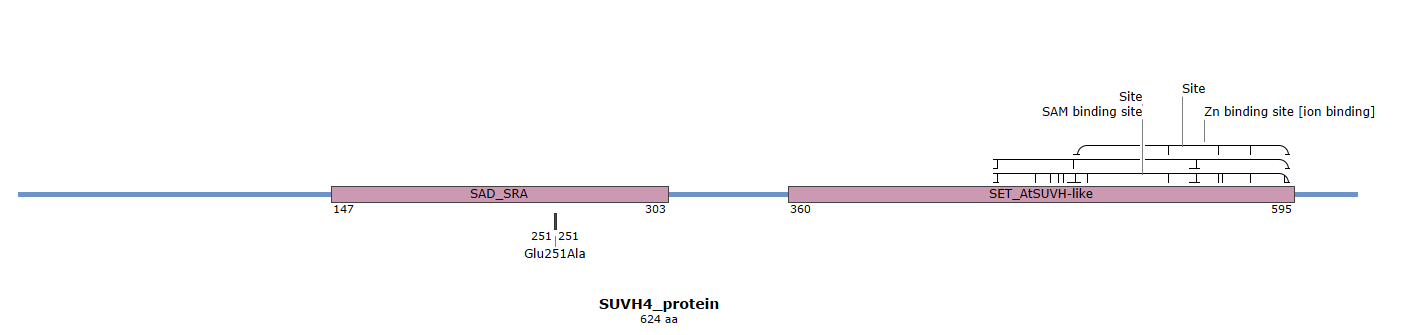 Site
Site
SAM binding site
Zn binding site [ion binding]
SAD_SRA
SET_AtSUVH-like
147
303
360
595
251 251
Glu251Ala
SUVH4_protein
624 aa